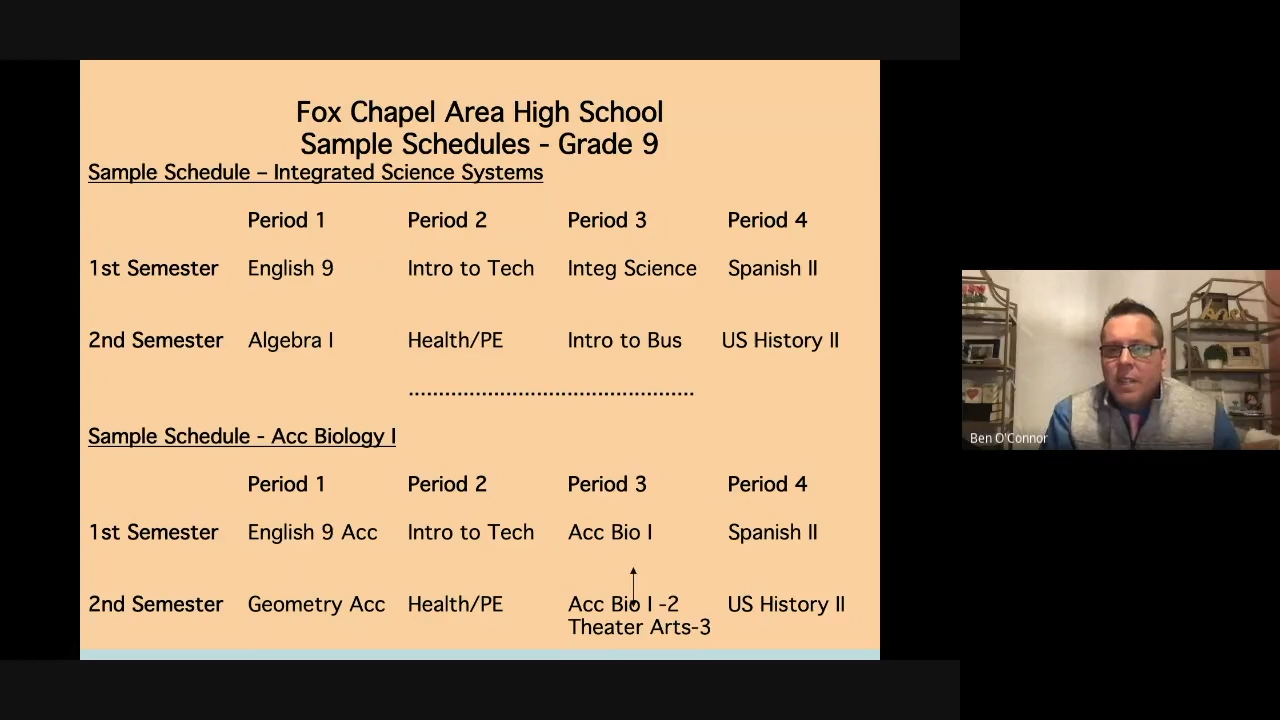 Fox Chapel Area High School
Sample Schedules - Grade 9
Sample Schedule – Integrated Science Systems
Period 1 Period 2 Period 3 Period 4
1st Semester English 9 Intro to Tech Integ Science Spanish II
2nd Semester Algebra I Health/PE Intro to Bus US History II
................................................
Sample Schedule - Acc Biology I
Period 1 Period 2 Period 3 Period 4
1st Semester English 9 Acc Intro to Tech Acc Bio I Spanish II
2nd Semester Geometry Acc Health/PE Acc Bio I -2 US History II
Theater Arts-3
Ben O'Connor